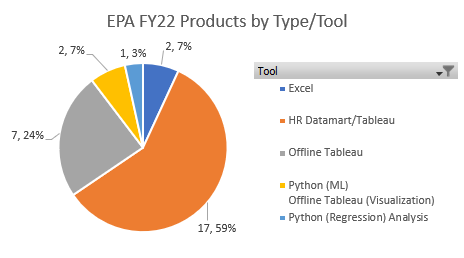 EPA FY22 Products by Type/Tool
2, 7%
1, 3%
2, 7%
7, 24%
17, 59%
Tool
Excel
HR Datamart/Tableau
Offline Tableau
Python (ML)
Offline Tableau (Visualization)
Python (Regression) Analysis